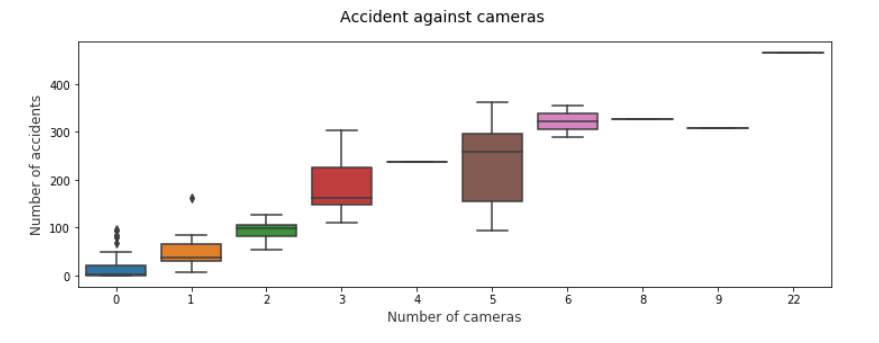 Accident against cameras
Number of accidents
400
300
200
100
0
0 1 2 3 4 5 6 8 9 22
Number of cameras